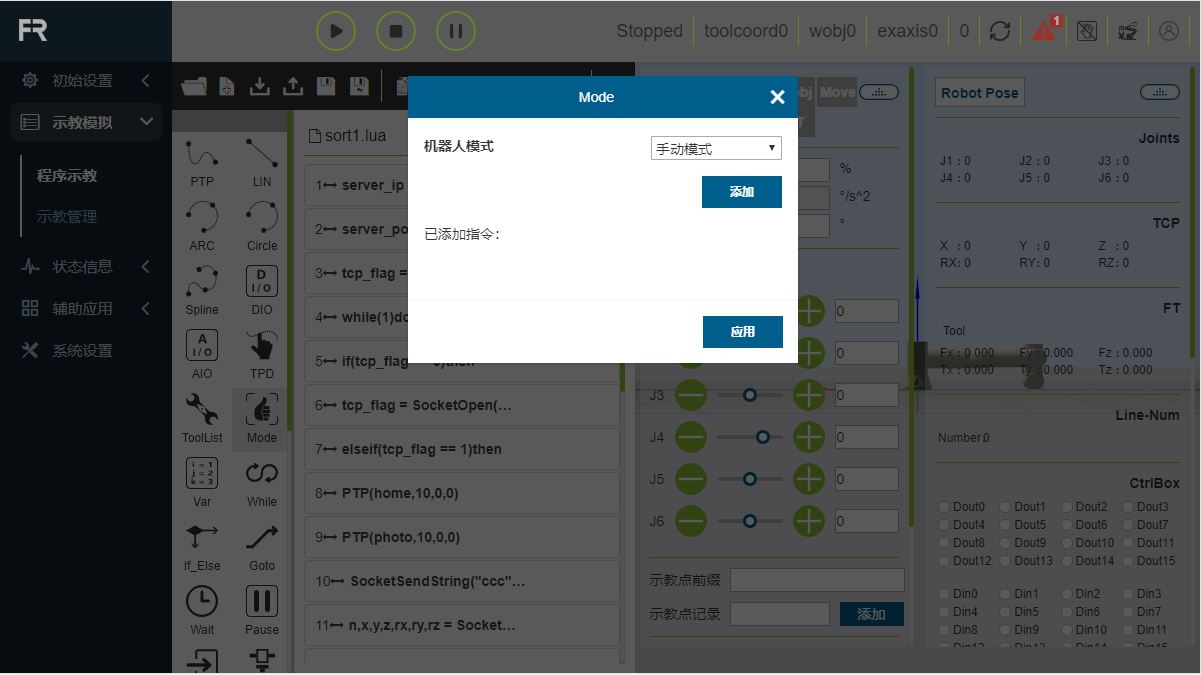 FR
Stopped
toolcoord0
wobj0
exaxis0
0
1
初始设置
示教模拟
程序示教
示教管理
状态信息
辅助应用
系统设置
PTP
LIN
ARC
Circle
Spline
DIO
AIO
TPD
ToolList
Mode
Var
While
If_Else
Goto
Wait
Pause
sort1.lua
1 server_ip
2 server_po
3 tcp_flag =
4 while(1)do
5 if(tcp_flag
6 tcp_flag = SocketOpen(...
7 elseif(tcp_flag == 1)then
8 PTP(home,10,0,0)
9 PTP(photo,10,0,0)
10 SocketSendString("ccc"...
11 n,x,y,z,rx,ry,rz = Socket...
Mode
机器人模式
手动模式
添加
已添加指令:
应用
Move
%
°/s^2
°
0
0
J3 0
J4 0
J5 0
J6 0
示教点前缀
示教点记录
添加
Robot Pose
Joints
J1 : 0 J2 : 0 J3 : 0
J4 : 0 J5 : 0 J6 : 0
TCP
X : 0 Y : 0 Z : 0
RX: 0 RY: 0 RZ: 0
FT
Tool
Fx : 0.000 Fy : 0.000 Fz : 0.000
Tx : 0.000 Ty : 0.000 Tz : 0.000
Line-Num
Number:0
CtrlBox
Dout0 Dout1 Dout2 Dout3
Dout4 Dout5 Dout6 Dout7
Dout8 Dout9 Dout10 Dout11
Dout12 Dout13 Dout14 Dout15
Din0 Din1 Din2 Din3
Din4 Din5 Din6 Din7
Din8 Din9 Din10 Din11
Din12 Din13 Din14 Din15